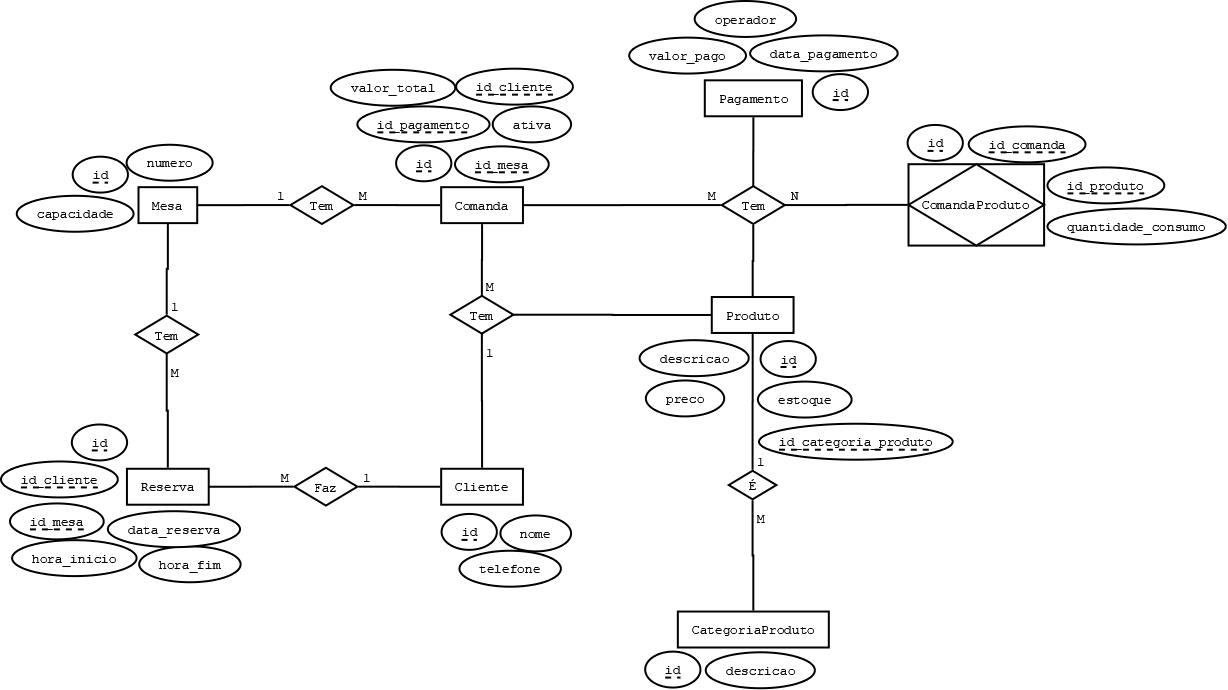 operador
valor_pago
data_pagamento
Pagamento
id
valor_total
id_cliente
id_pagamento
ativa
id
id_mesa
id
id_comanda
id_produto
quantidade_consumo
ComandaProduto
numero
id
capacidade
Mesa
1
Tem
M
Comanda
M
Tem
N
1
Tem
M
M
Tem
1
Produto
descricao
id
preco
estoque
id_categoria_produto
1
É
M
id
id_cliente
id_mesa
data_reserva
hora_inicio
hora_fim
Reserva
M
Faz
1
Cliente
id
nome
telefone
CategoriaProduto
id
descricao